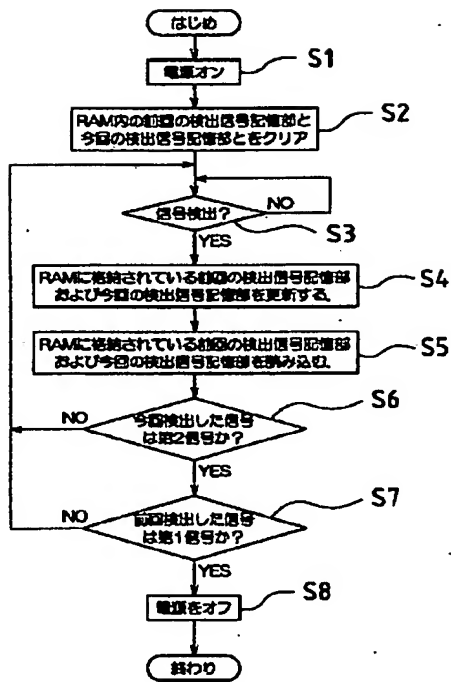 はじめ
電源オン
S1
RAM内の前回の検出信号記憶部と
今回の検出信号記憶部とをクリア
S2
信号検出?
NO
S3
YES
RAMに格納されている前回の検出信号記憶部
および今回の検出信号記憶部を更新する。
S4
RAMに格納されている前回の検出信号記憶部
および今回の検出信号記憶部を読み込む。
S5
今回検出した信号
は第2信号か?
S6
NO
YES
前回検出した信号
は第1信号か?
S7
NO
YES
電源をオフ
S8
終わり